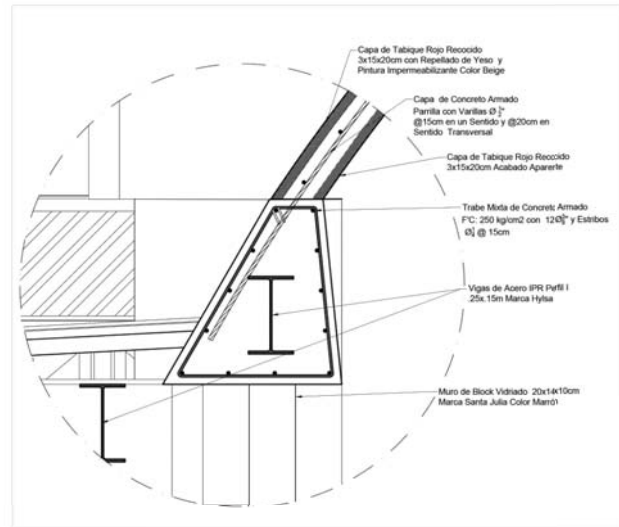 Capa de Tabique Rojo Recocido
3x15x20cm con Repellado de Yeso y
Pintura Impermeabilizante Color Beige
Capa de Concreto Armado
Parrilla con Varillas Ø
@15cm en un Sentido y @20cm en
Sentido Transversal
Capa de Tabique Rojo Recocido
3x15x20cm Acabado Aparente
Trabe Mixta de Concreto Armado
F'C: 250 kg/cm2 con 12Ø y Estribos
Ø @ 15cm
Vigas de Acero IPR Perfil I
.25x.15m Marca Hylsa
Muro de Block Vidriado 20x14x10cm
Marca Santa Julia Color Marrón